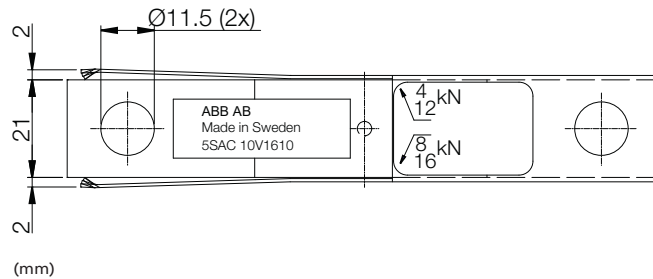 Ø11.5 (2x)
2
21
2
ABB AB
Made in Sweden
5SAC 10V1610
4
12 kN
8
16 kN
(mm)